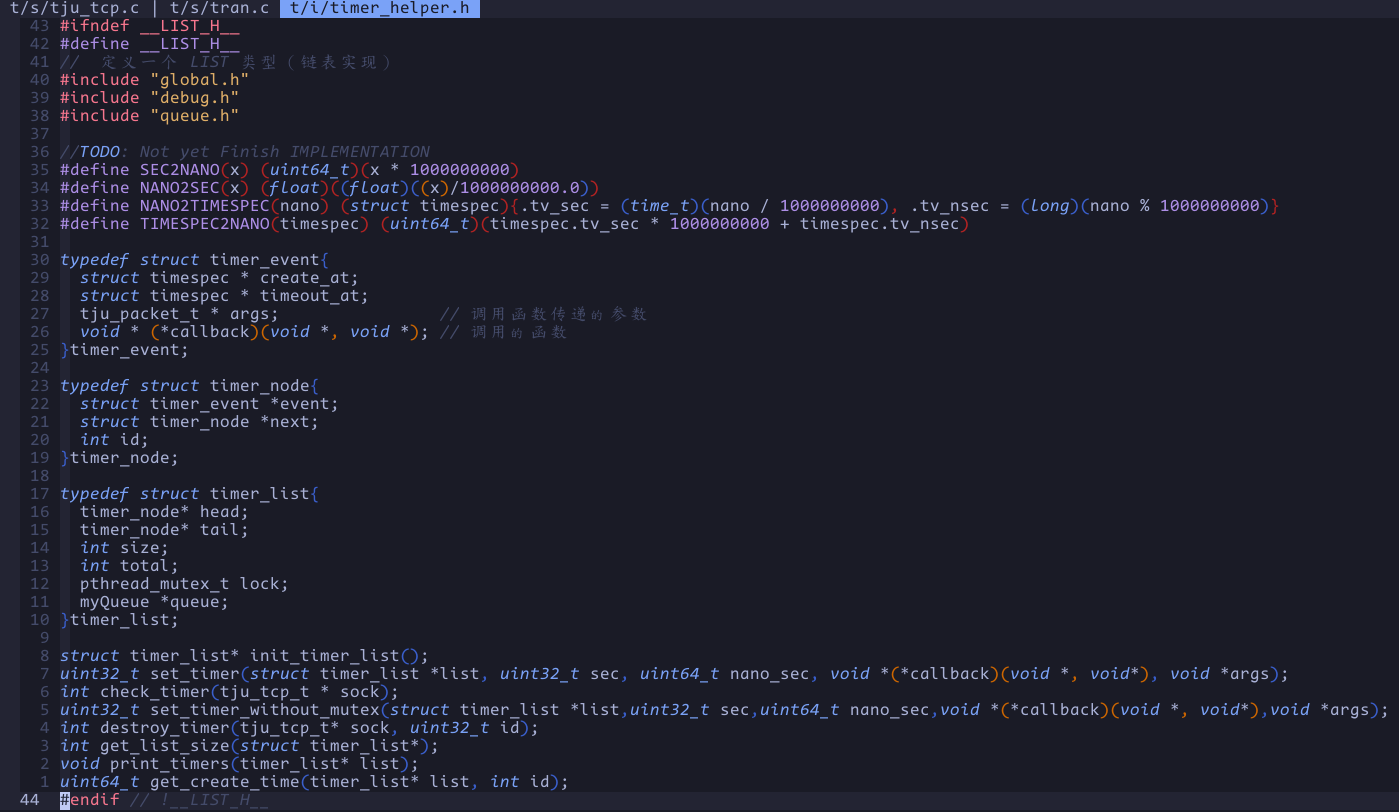 t/s/tju_tcp.c | t/s/tran.c t/i/timer_helper.h
43 #ifndef __LIST_H__
42 #define __LIST_H__
41 // 定义一个 LIST 类型（链表实现）
40 #include "global.h"
39 #include "debug.h"
38 #include "queue.h"
37
36 //TODO: Not yet Finish IMPLEMENTATION
35 #define SEC2NANO(x) (uint64_t)(x * 1000000000)
34 #define NANO2SEC(x) (float)((float)((x)/1000000000.0))
33 #define NANO2TIMESPEC(nano) (struct timespec){.tv_sec = (time_t)(nano / 1000000000), .tv_nsec = (long)(nano % 1000000000)}
32 #define TIMESPEC2NANO(timespec) (uint64_t)(timespec.tv_sec * 1000000000 + timespec.tv_nsec)
31
30 typedef struct timer_event{
29   struct timespec * create_at;
28   struct timespec * timeout_at;
27   tju_packet_t * args;                // 调用函数传递的参数
26   void * (*callback)(void *, void *); // 调用的函数
25 }timer_event;
24
23 typedef struct timer_node{
22   struct timer_event *event;
21   struct timer_node *next;
20   int id;
19 }timer_node;
18
17 typedef struct timer_list{
16   timer_node* head;
15   timer_node* tail;
14   int size;
13   int total;
12   pthread_mutex_t lock;
11   myQueue *queue;
10 }timer_list;
9
8 struct timer_list* init_timer_list();
7 uint32_t set_timer(struct timer_list *list, uint32_t sec, uint64_t nano_sec, void *(*callback)(void *, void*), void *args);
6 int check_timer(tju_tcp_t * sock);
5 uint32_t set_timer_without_mutex(struct timer_list *list,uint32_t sec,uint64_t nano_sec,void *(*callback)(void *, void*),void *args);
4 int destroy_timer(tju_tcp_t* sock, uint32_t id);
3 int get_list_size(struct timer_list*);
2 void print_timers(timer_list* list);
1 uint64_t get_create_time(timer_list* list, int id);
44 #endif // !__LIST_H__